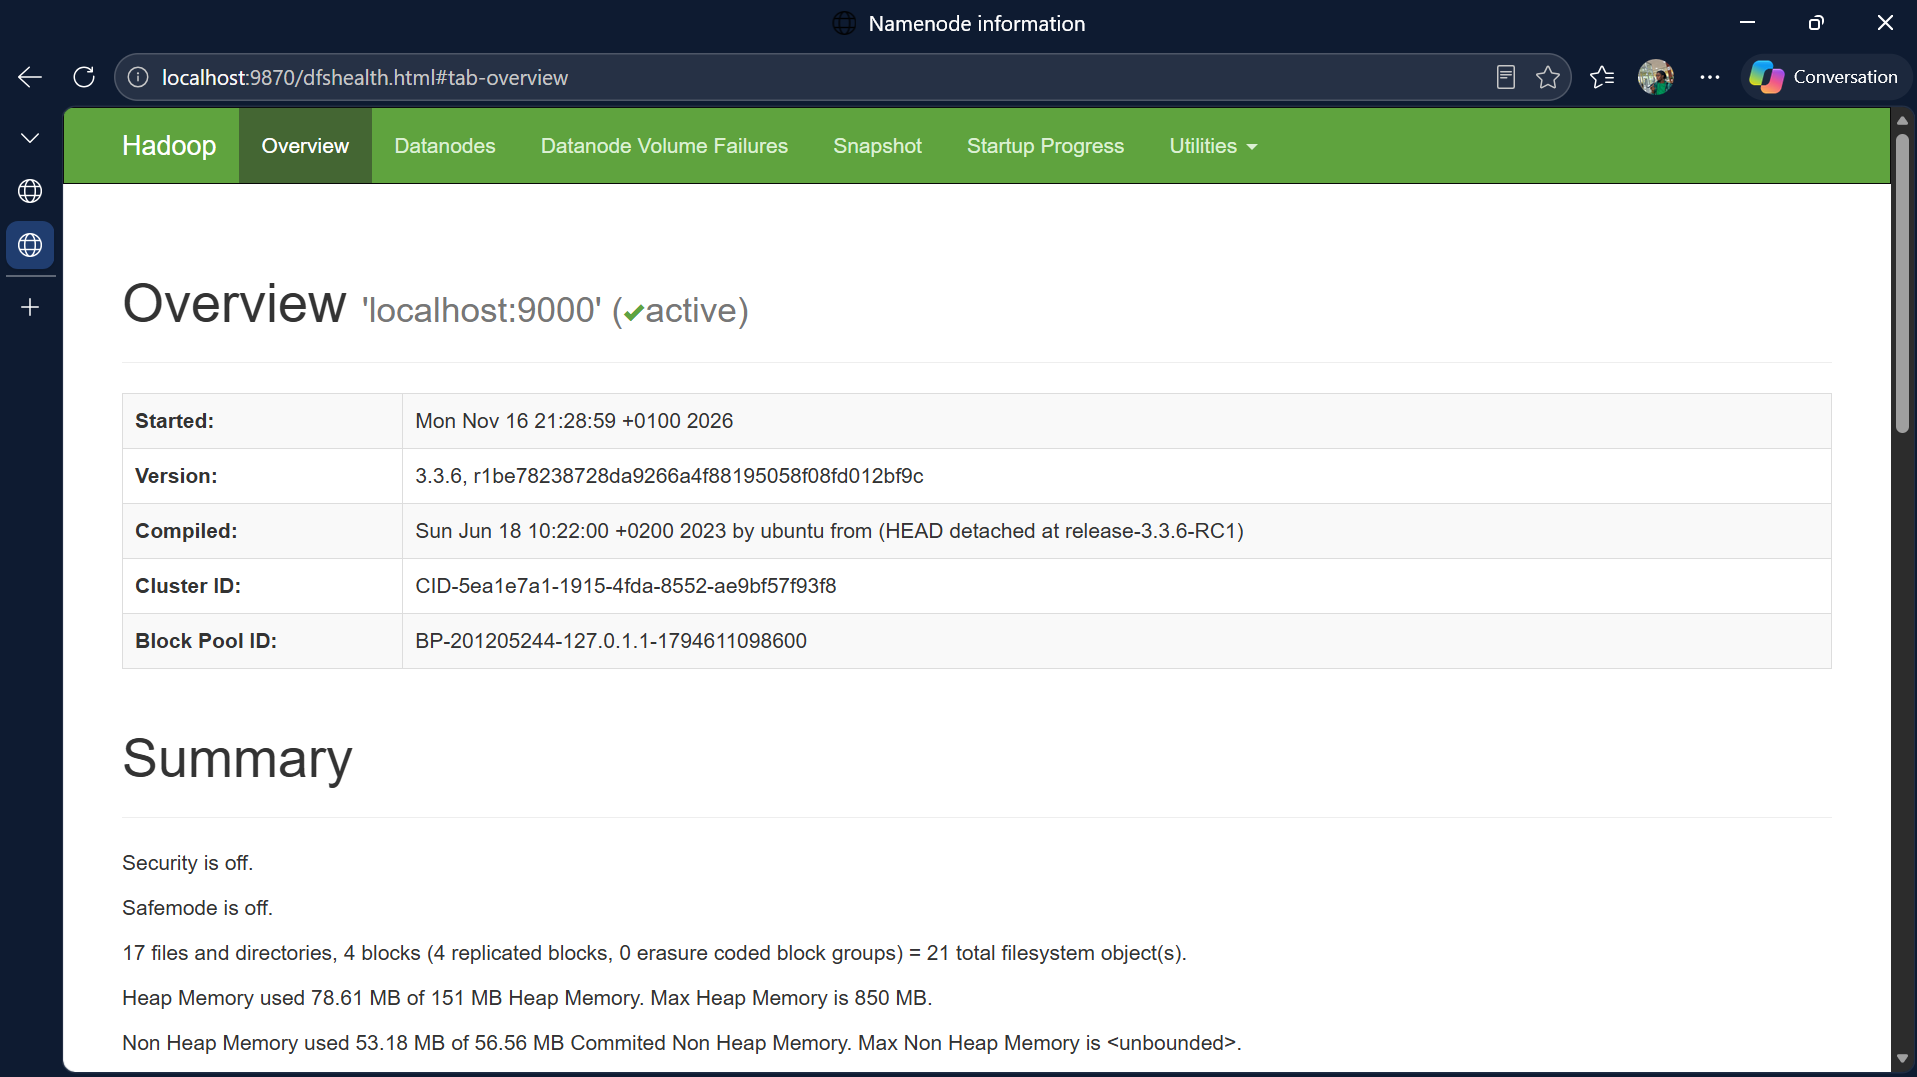 Namenode information
localhost:9870/dfshealth.html#tab-overview
Conversation
Hadoop Overview Datanodes Datanode Volume Failures Snapshot Startup Progress Utilities
Overview 'localhost:9000' (✔active)
Started: Mon Nov 16 21:28:59 +0100 2026
Version: 3.3.6, r1be78238728da9266a4f88195058f08fd012bf9c
Compiled: Sun Jun 18 10:22:00 +0200 2023 by ubuntu from (HEAD detached at release-3.3.6-RC1)
Cluster ID: CID-5ea1e7a1-1915-4fda-8552-ae9bf57f93f8
Block Pool ID: BP-201205244-127.0.1.1-1794611098600
Summary
Security is off.
Safemode is off.
17 files and directories, 4 blocks (4 replicated blocks, 0 erasure coded block groups) = 21 total filesystem object(s).
Heap Memory used 78.61 MB of 151 MB Heap Memory. Max Heap Memory is 850 MB.
Non Heap Memory used 53.18 MB of 56.56 MB Commited Non Heap Memory. Max Non Heap Memory is <unbounded>.